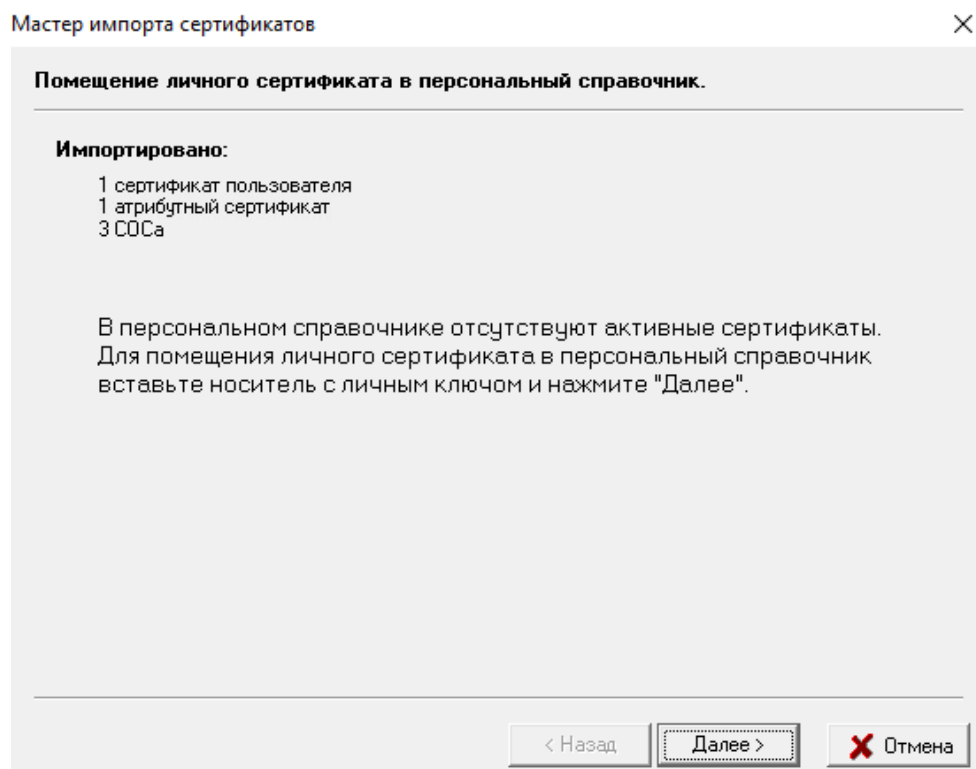 Мастер импорта сертификатов
Помещение личного сертификата в персональный справочник.
Импортировано:
1 сертификат пользователя
1 атрибутный сертификат
3 СОСа
В персональном справочнике отсутствуют активные сертификаты.
Для помещения личного сертификата в персональный справочник
вставьте носитель с личным ключом и нажмите "Далее".
< Назад
Далее >
Отмена